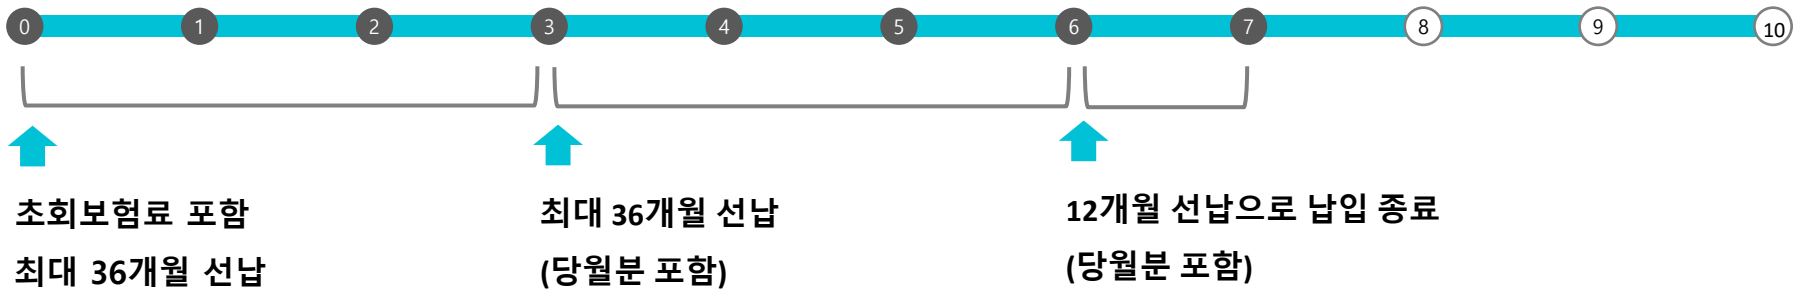 0 1 2 3 4 5 6 7 8 9 10
초회보험료 포함
최대 36개월 선납
최대 36개월 선납
(당월분 포함)
12개월 선납으로 납입 종료
(당월분 포함)